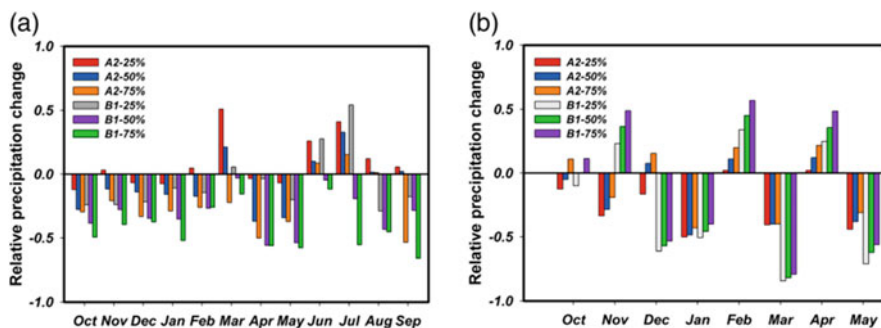 (a)
Relative precipitation change
1.0
0.5
0.0
-0.5
-1.0
A2-25%
A2-50%
A2-75%
B1-25%
B1-50%
B1-75%
Oct Nov Dec Jan Feb Mar Apr May Jun Jul Aug Sep
(b)
Relative precipitation change
1.0
0.5
0.0
-0.5
-1.0
A2-25%
A2-50%
A2-75%
B1-25%
B1-50%
B1-75%
Oct Nov Dec Jan Feb Mar Apr May